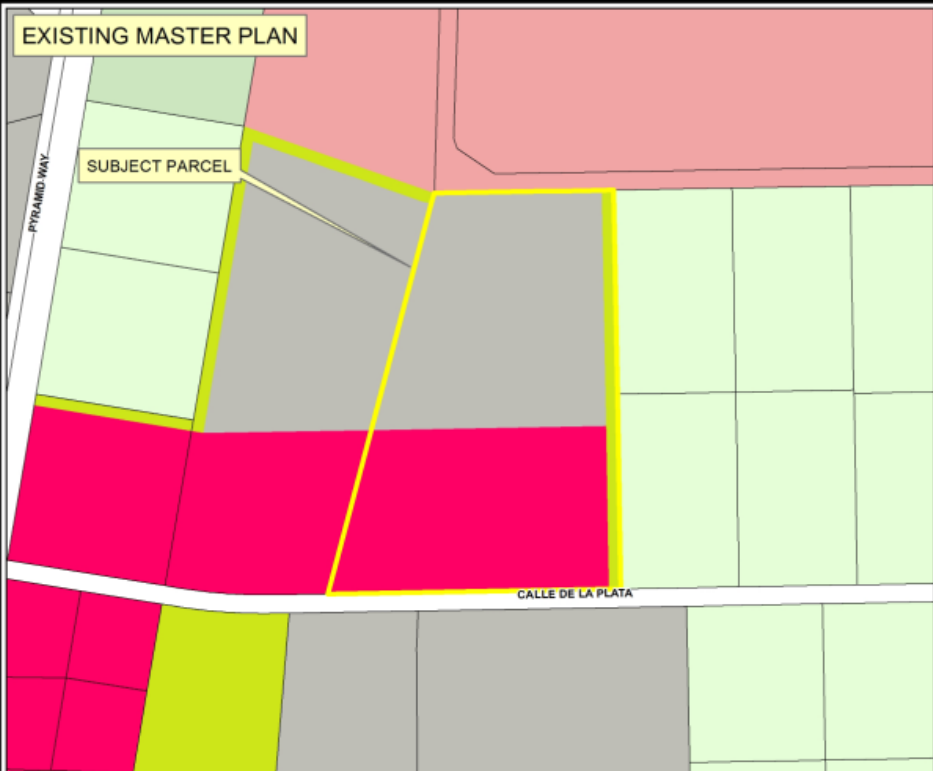 EXISTING MASTER PLAN
SUBJECT PARCEL
PYRAMID WAY
CALLE DE LA PLATA